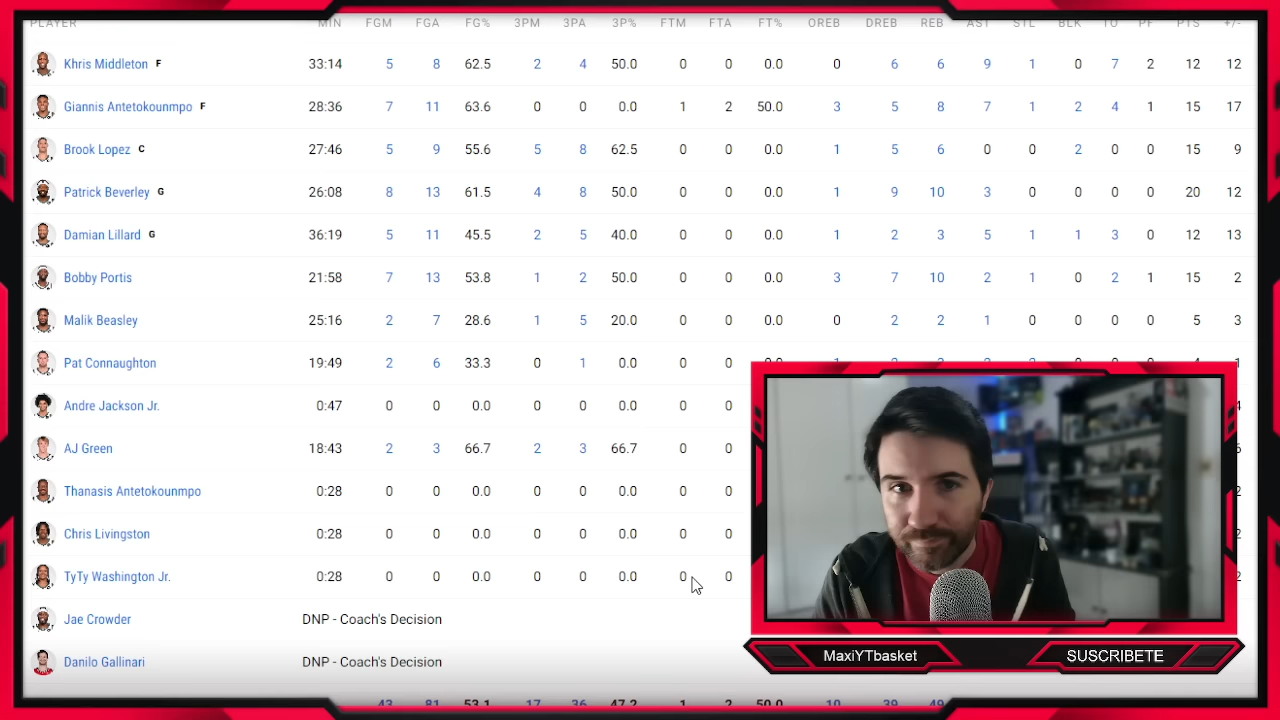 PLAYER MIN FGM FGA FG% 3PM 3PA 3P% FTM FTA FT% OREB DREB REB AST STL BLK TO PF PTS +/-
Khris Middleton F 33:14 5 8 62.5 2 4 50.0 0 0 0.0 0 6 6 9 1 0 7 2 12 12
Giannis Antetokounmpo F 28:36 7 11 63.6 0 0 0.0 1 2 50.0 3 5 8 7 1 2 4 1 15 17
Brook Lopez C 27:46 5 9 55.6 5 8 62.5 0 0 0.0 1 5 6 0 0 2 0 0 15 9
Patrick Beverley G 26:08 8 13 61.5 4 8 50.0 0 0 0.0 1 9 10 3 0 0 0 0 20 12
Damian Lillard G 36:19 5 11 45.5 2 5 40.0 0 0 0.0 1 2 3 5 1 1 3 0 12 13
Bobby Portis 21:58 7 13 53.8 1 2 50.0 0 0 0.0 3 7 10 2 1 0 2 1 15 2
Malik Beasley 25:16 2 7 28.6 1 5 20.0 0 0 0.0 0 2 2 1 0 0 0 0 5 3
Pat Connaughton 19:49 2 6 33.3 0 1 0.0 0 0
Andre Jackson Jr. 0:47 0 0 0.0 0 0 0.0 0 0
AJ Green 18:43 2 3 66.7 2 3 66.7 0 0
Thanasis Antetokounmpo 0:28 0 0 0.0 0 0 0.0 0 0
Chris Livingston 0:28 0 0 0.0 0 0 0.0 0 0
TyTy Washington Jr. 0:28 0 0 0.0 0 0 0.0 0 0
Jae Crowder DNP - Coach's Decision
Danilo Gallinari DNP - Coach's Decision
43 81 53.1 17 36 47.2 1 2 50.0 10 39 49
MaxiYTbasket
SUSCRIBETE